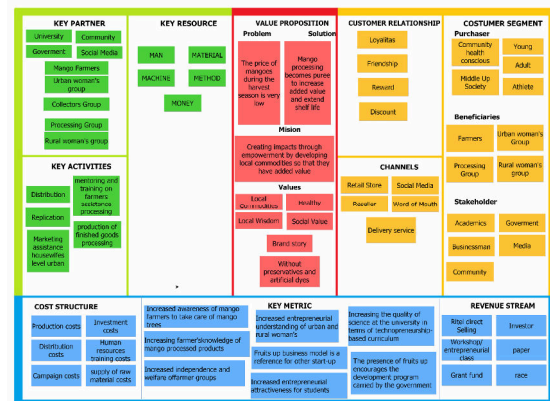 KEY PARTNER
University
Community
Goverment
Social Media
Mango Farmers
Urban woman's
group
Collectors Group
Processing Group
Rural woman's group
KEY RESOURCE
MAN
MATERIAL
MACHINE
METHOD
MONEY
VALUE PROPOSITION
Problem
Solution
The price of
mangoes
during the
harvest
season is very
low
Mango
processing
becomes puree
to increase
added value
and extend
shelf life
Mision
Creating impacts through
empowerment by developing
local commodities so that they
have added value
Values
Local
Commodities
Healthy
Local Wisdom
Social Value
Brand story
Without
preservatives and
artificial dyes
CUSTOMER RELATIONSHIP
Loyalitas
Friendship
Reward
Discount
CHANNELS
Retail Store
Social Media
Reseller
Word of Mouth
Delivery service
COSTUMER SEGMENT
Purchaser
Community
health
conscious
Young
Adult
Middle Up
Society
Athlete
Beneficiaries
Farmers
Urban woman's
Group
Processing
Group
Rural woman's
group
Stakeholder
Academics
Goverment
Businessman
Media
Community
KEY ACTIVITIES
Distribution
mentoring and
training on
farmers
assistance
processing
Replication
Marketing
assistance
housewifes
level urban
production of
finished goods
processing
COST STRUCTURE
Production costs
Investment
costs
Distribution
costs
Human
resources
training costs
Campaign costs
supply of raw
material costs
KEY METRIC
Increased awareness of mango
farmers to take care of mango
trees
Increasing farmer'sknowledge of
mango processed products
Increased independence and
welfare offarmer groups
Increased entrepreneurial
understanding of urban and
rural woman's
Fruits up business model is a
reference for other start-up
Increased entrepreneurial
attractiveness for students
Increasing the quality of
science at the university in
terms of technopreneurship-
based curriculum
The presence of fruits up
encourages the
development program
carried by the government
REVENUE STREAM
Ritel direct
Selling
Investor
Workshop/
entrepreneurial
class
paper
Grant fund
race